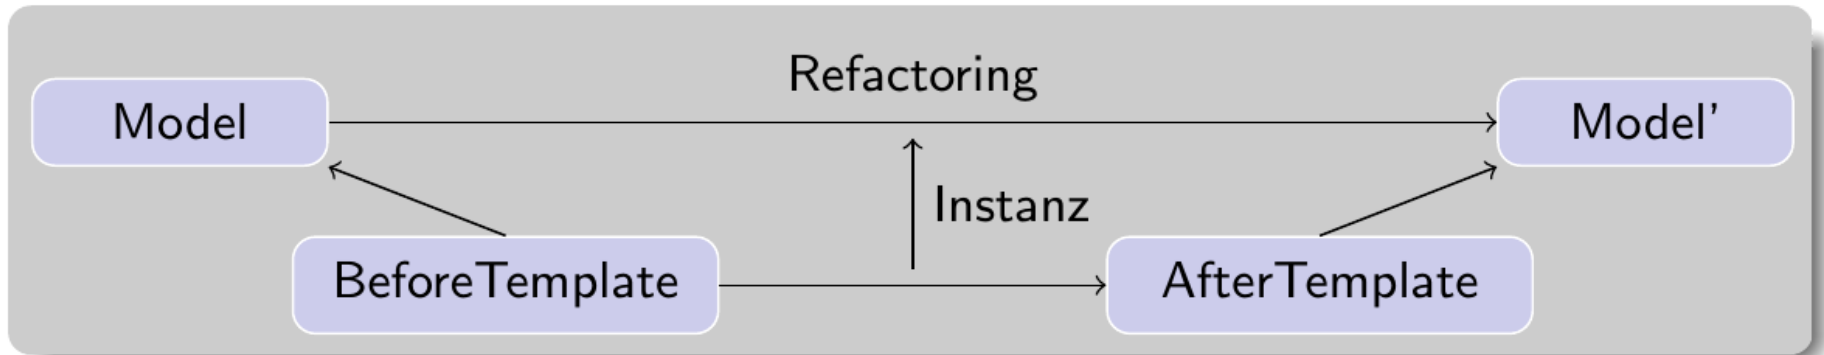 Refactoring
Model
Model'
Instanz
BeforeTemplate
AfterTemplate